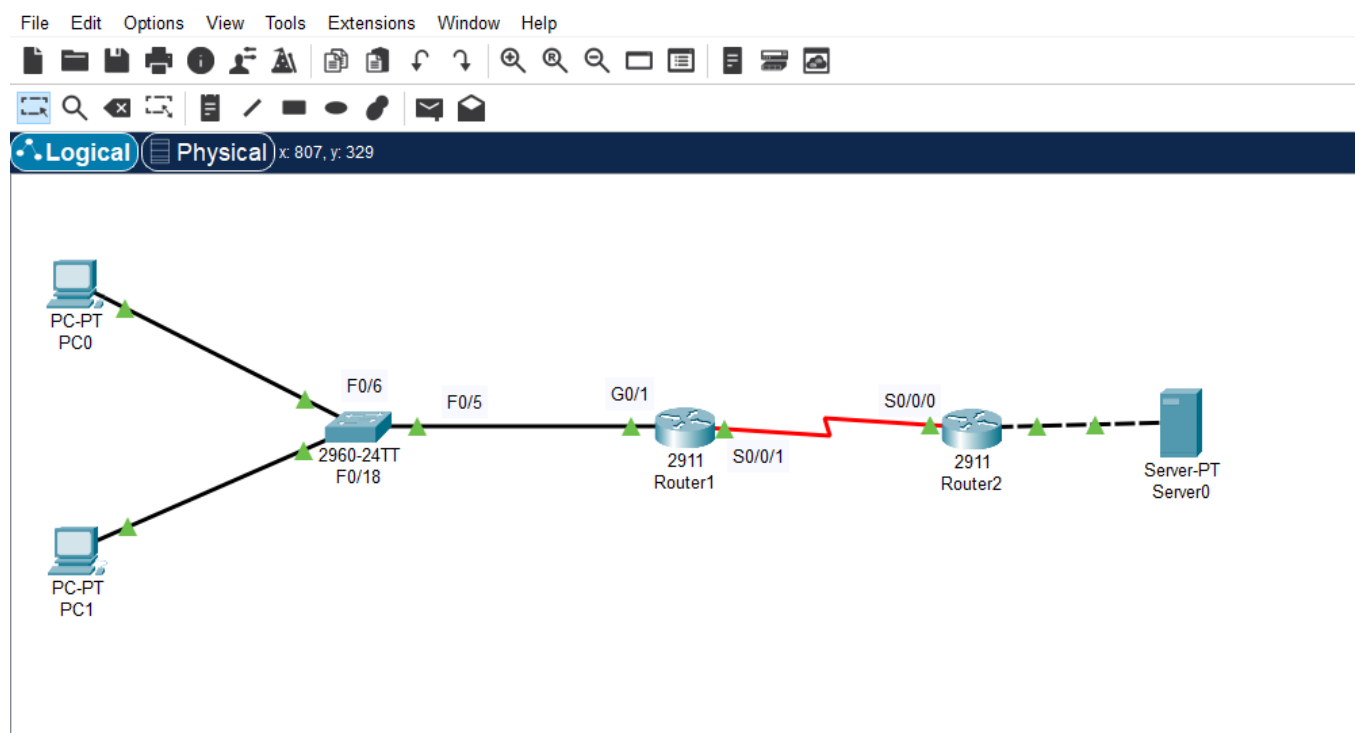 File Edit Options View Tools Extensions Window Help
Logical Physical x: 807, y: 329
PC-PT
PC0
F0/6
F0/5
G0/1
S0/0/0
2960-24TT
F0/18
2911
Router1
S0/0/1
2911
Router2
Server-PT
Server0
PC-PT
PC1